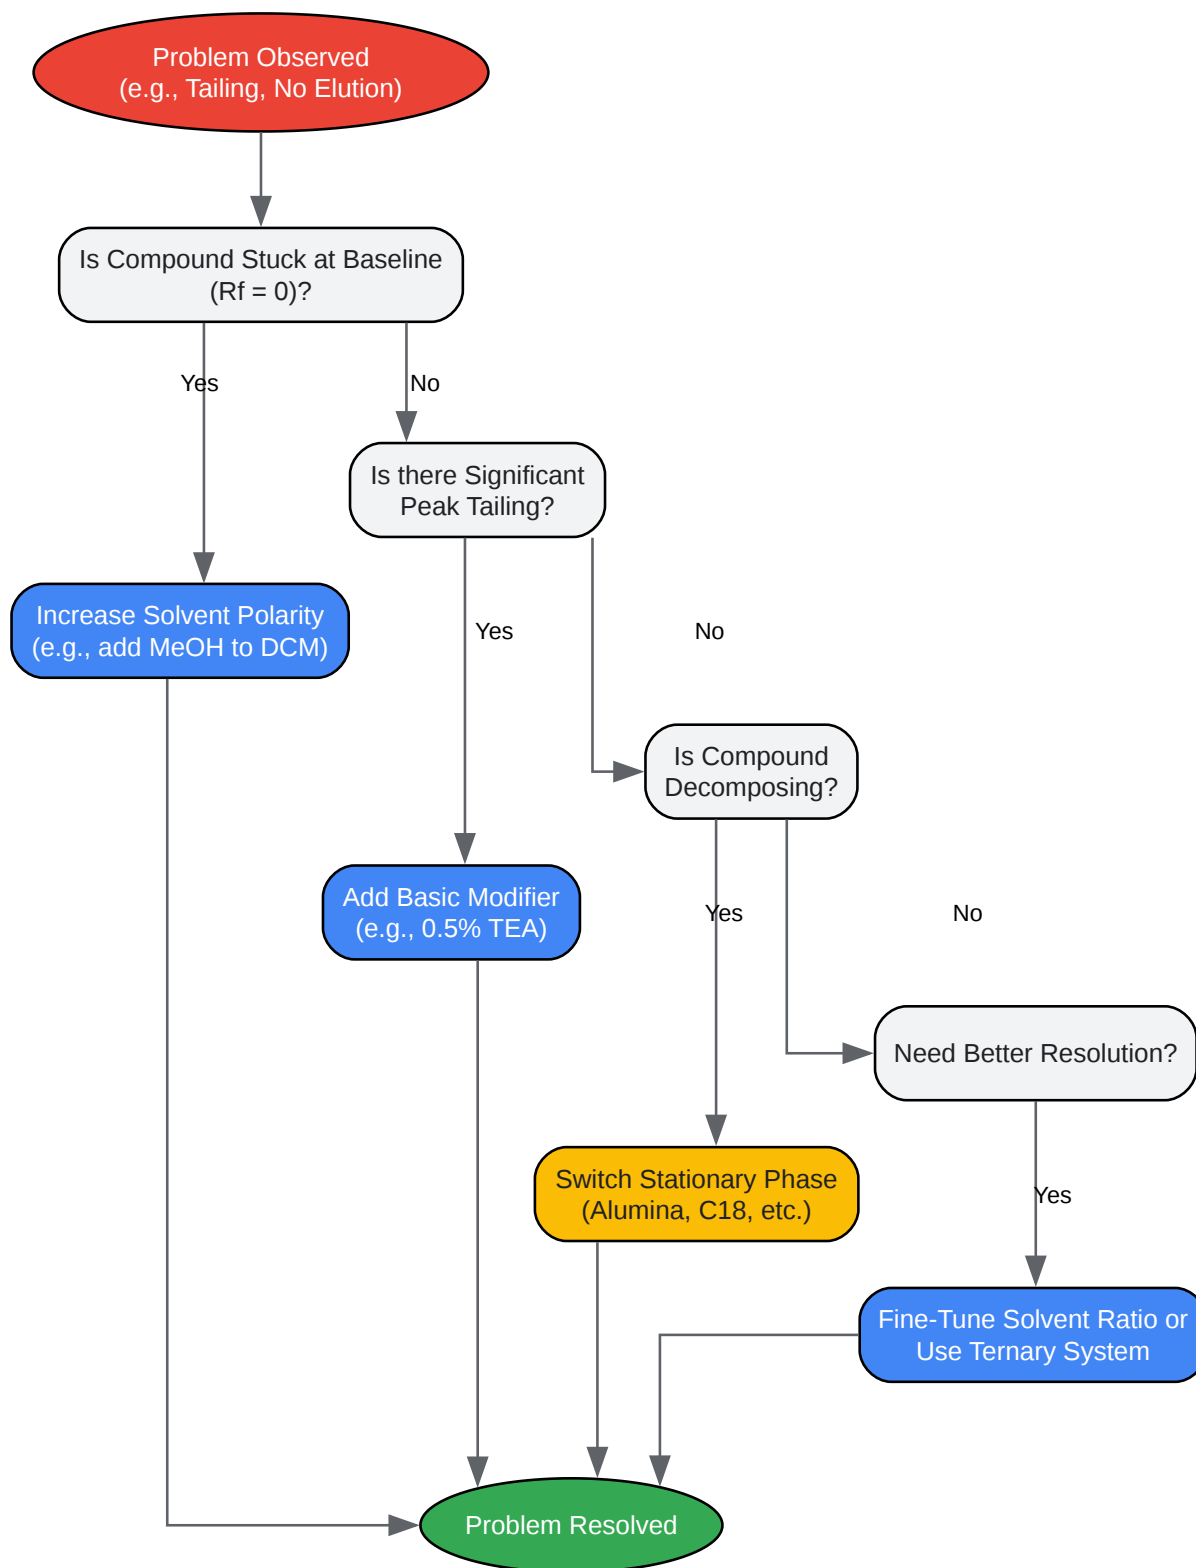 Problem Observed
(e.g., Tailing, No Elution)
Is Compound Stuck at Baseline
(Rf = 0)?
Yes
No
Is there Significant
Peak Tailing?
Increase Solvent Polarity
(e.g., add MeOH to DCM)
Yes
No
Is Compound
Decomposing?
Add Basic Modifier
(e.g., 0.5% TEA)
Yes
No
Need Better Resolution?
Switch Stationary Phase
(Alumina, C18, etc.)
Yes
Fine-Tune Solvent Ratio or
Use Ternary System
Problem Resolved